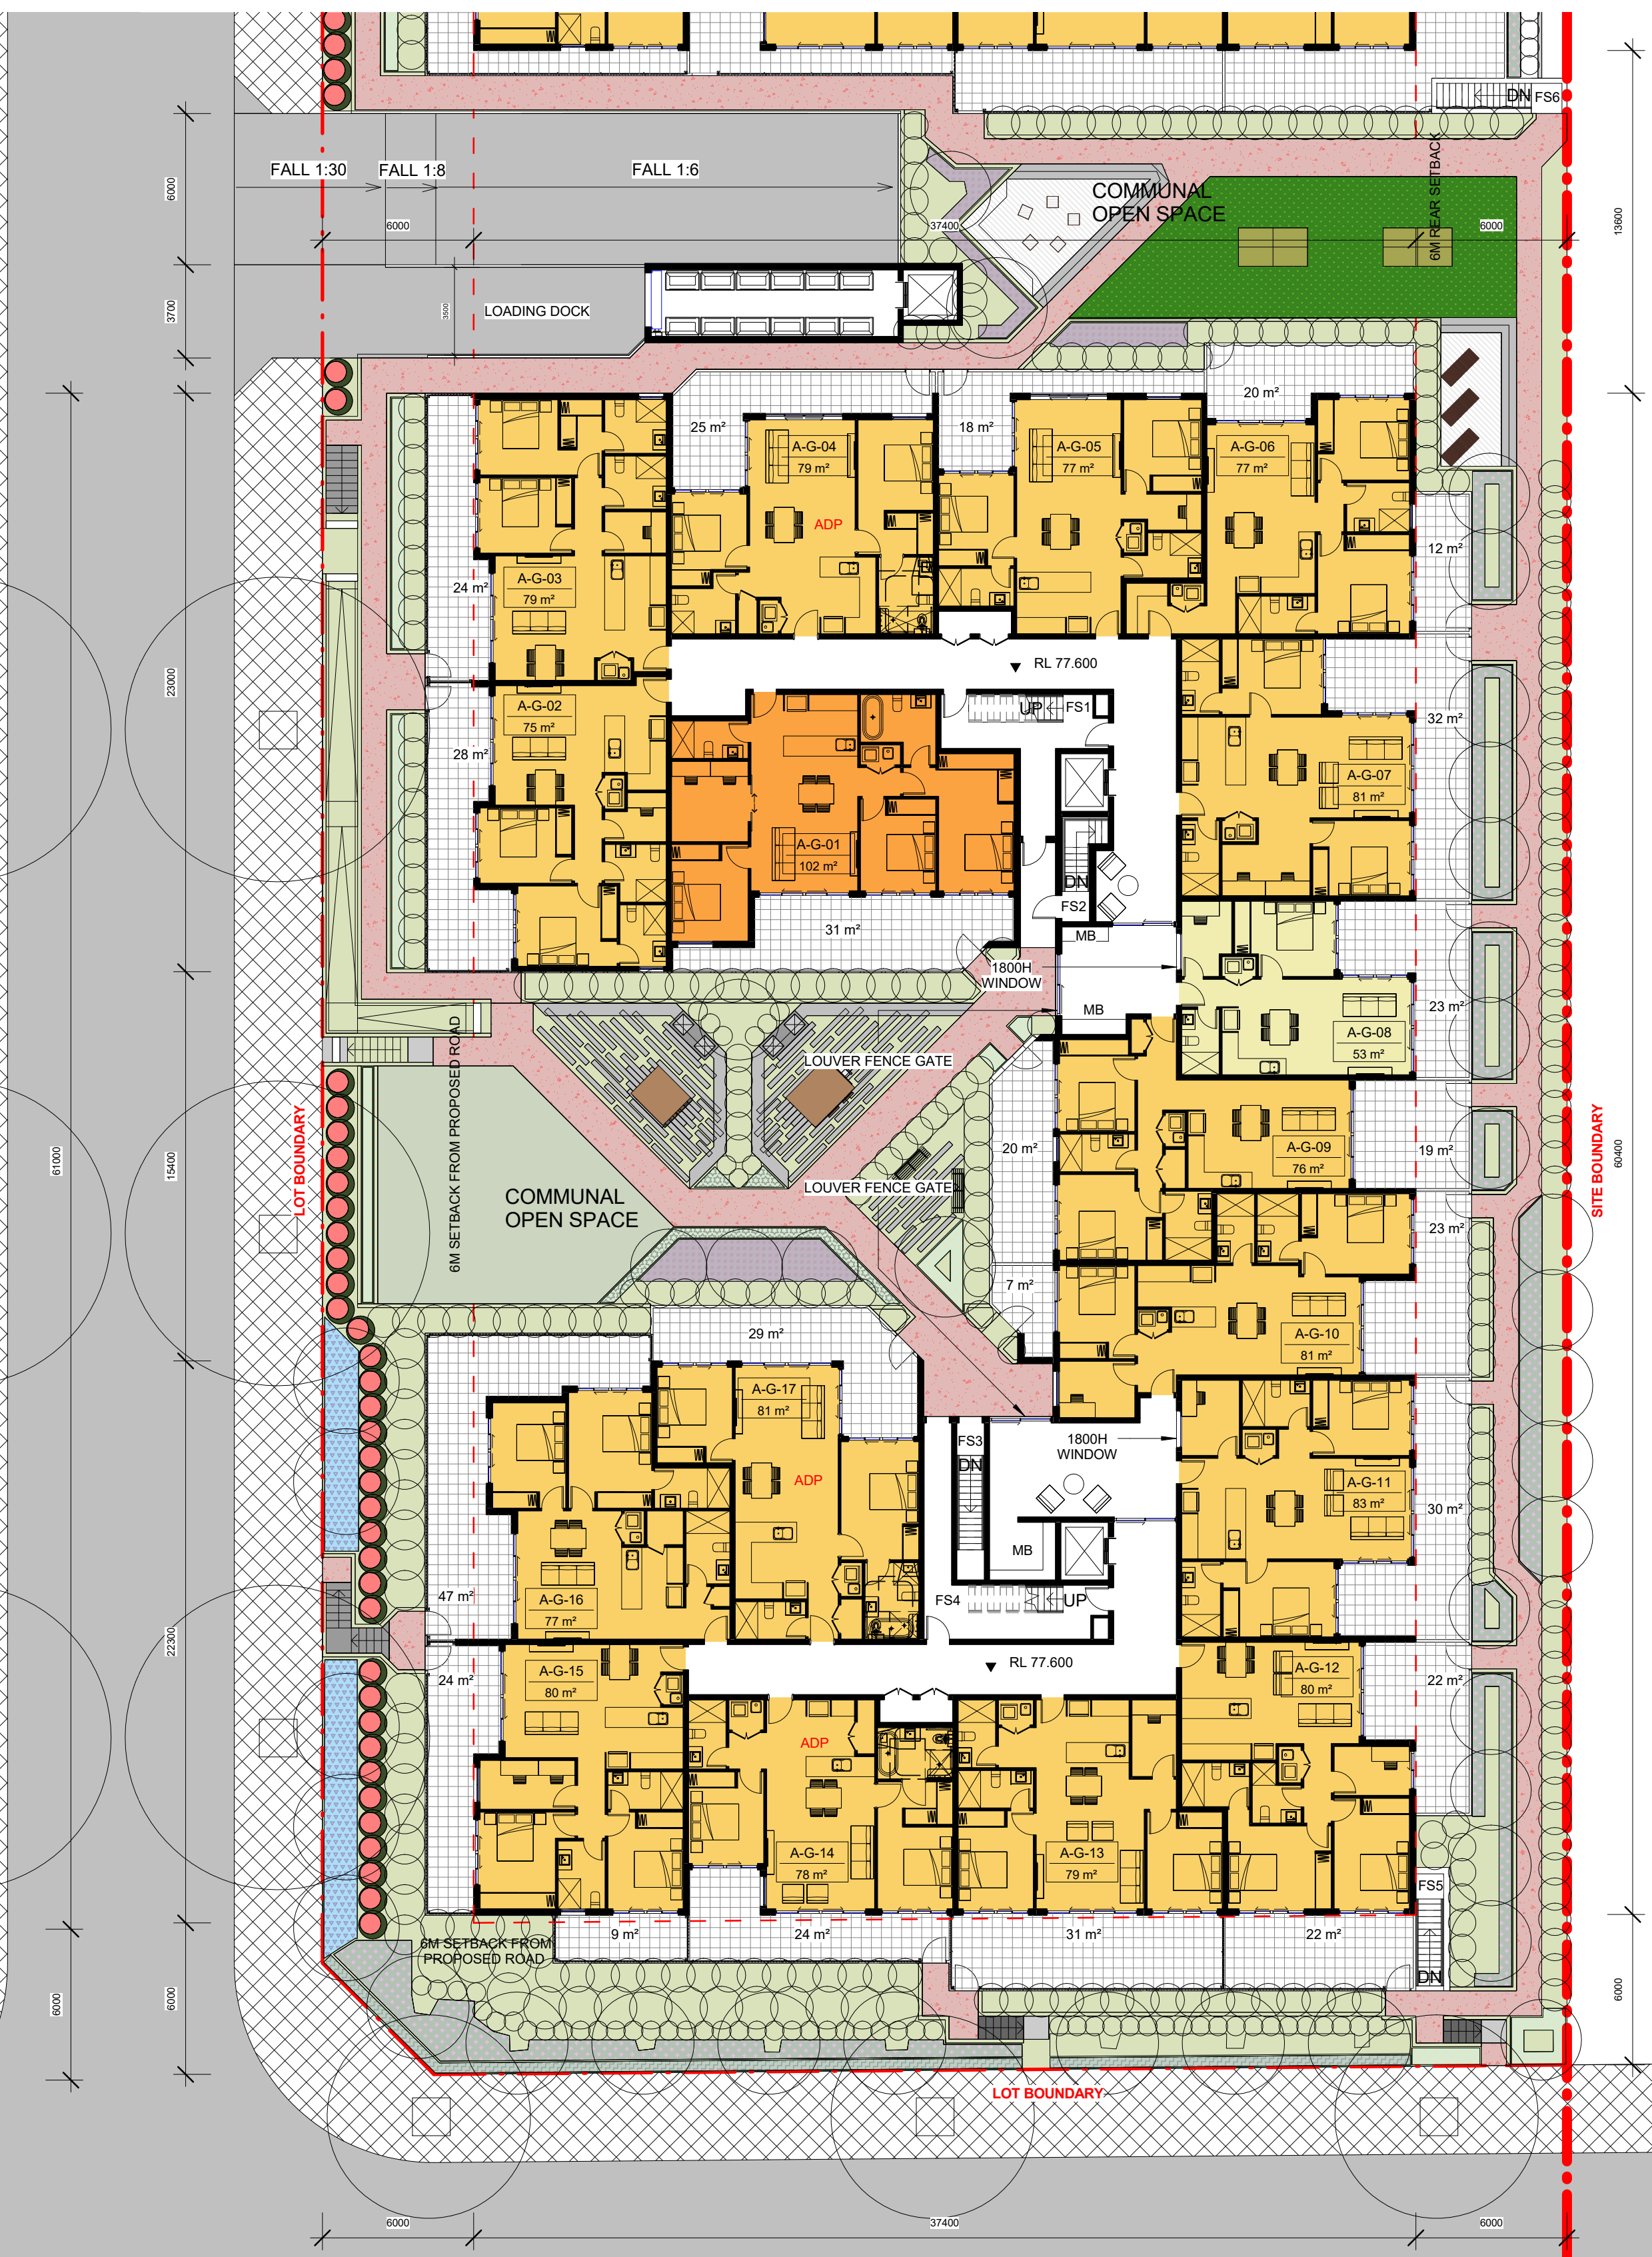 DN
FS6
FALL 1:30
FALL 1:8
FALL 1:6
6000
6000
37400
6000
COMMUNAL
OPEN SPACE
6M REAR SETBACK
13600
3700
3500
LOADING DOCK
20 m²
25 m²
18 m²
A-G-04
79 m²
A-G-05
77 m²
A-G-06
77 m²
ADP
12 m²
A-G-03
79 m²
24 m²
23000
RL 77.600
A-G-02
75 m²
28 m²
UP
FS1
32 m²
A-G-07
81 m²
A-G-01
102 m²
DN
FS2
31 m²
MB
1800H
WINDOW
MB
23 m²
A-G-08
53 m²
LOUVER FENCE GATE
6M SETBACK FROM PROPOSED ROAD
LOT BOUNDARY
SITE BOUNDARY
61000
15400
60400
20 m²
A-G-09
76 m²
19 m²
LOUVER FENCE GATE
COMMUNAL
OPEN SPACE
23 m²
7 m²
29 m²
A-G-10
81 m²
A-G-17
81 m²
FS3
DN
1800H
WINDOW
ADP
A-G-11
83 m²
30 m²
MB
47 m²
A-G-16
77 m²
FS4
UP
22300
RL 77.600
A-G-15
80 m²
24 m²
A-G-12
80 m²
22 m²
ADP
A-G-14
78 m²
A-G-13
79 m²
FS5
9 m²
24 m²
31 m²
22 m²
6M SETBACK FROM
PROPOSED ROAD
DN
6000
6000
6000
LOT BOUNDARY
6000
37400
6000